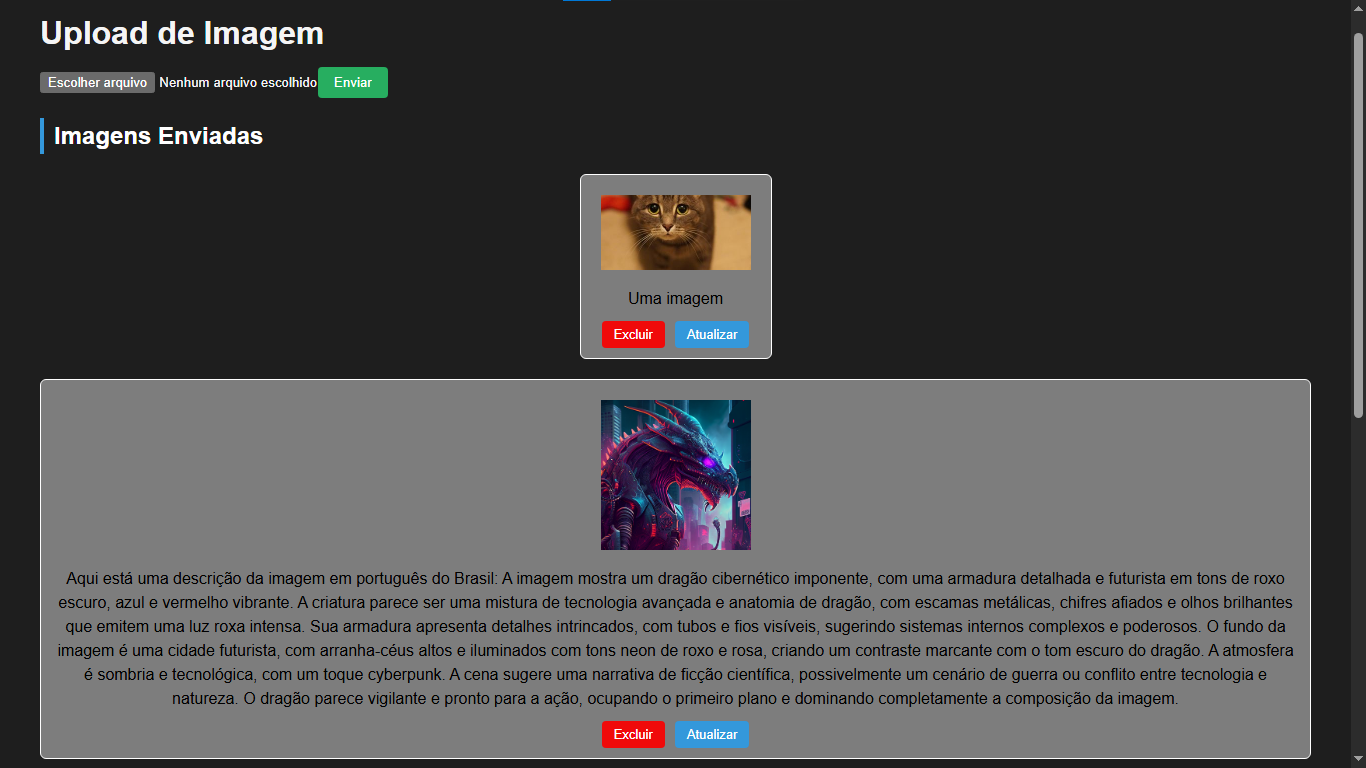 Upload de Imagem
Escolher arquivo Nenhum arquivo escolhido Enviar
Imagens Enviadas
Uma imagem
Excluir Atualizar
Aqui está uma descrição da imagem em português do Brasil: A imagem mostra um dragão cibernético imponente, com uma armadura detalhada e futurista em tons de roxo
escuro, azul e vermelho vibrante. A criatura parece ser uma mistura de tecnologia avançada e anatomia de dragão, com escamas metálicas, chifres afiados e olhos brilhantes
que emitem uma luz roxa intensa. Sua armadura apresenta detalhes intrincados, com tubos e fios visíveis, sugerindo sistemas internos complexos e poderosos. O fundo da
imagem é uma cidade futurista, com arranha-céus altos e iluminados com tons neon de roxo e rosa, criando um contraste marcante com o tom escuro do dragão. A atmosfera
é sombria e tecnológica, com um toque cyberpunk. A cena sugere uma narrativa de ficção científica, possivelmente um cenário de guerra ou conflito entre tecnologia e
natureza. O dragão parece vigilante e pronto para a ação, ocupando o primeiro plano e dominando completamente a composição da imagem.
Excluir Atualizar